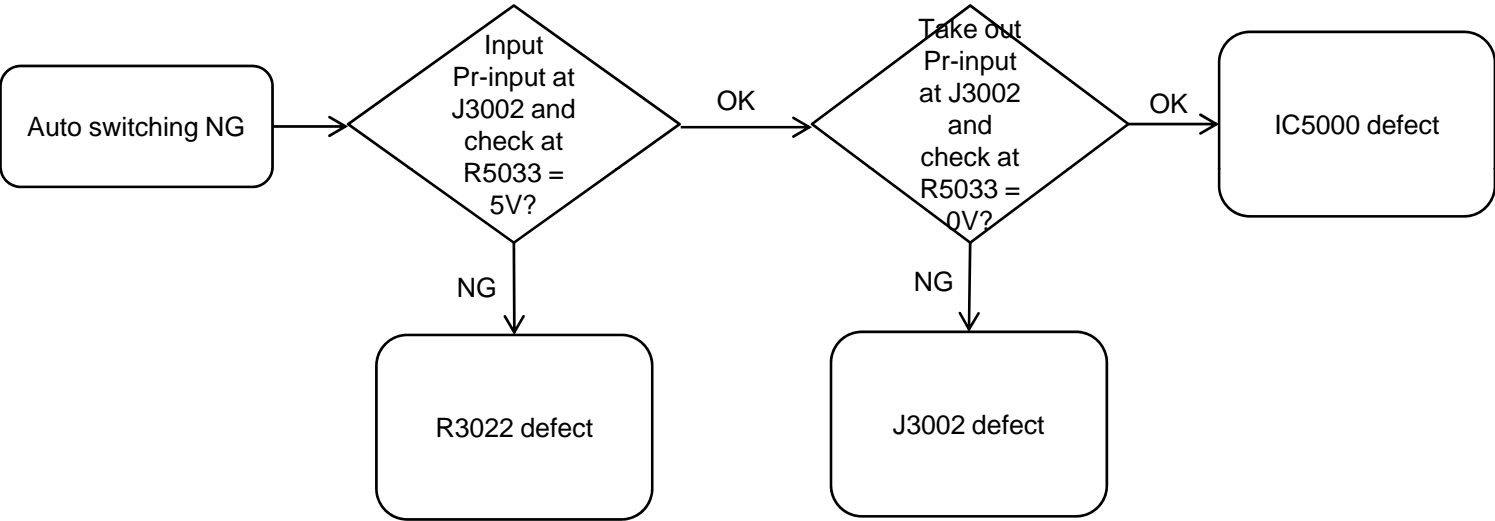 Auto switching NG
Input
Pr-input at
J3002 and
check at
R5033 =
5V?
OK
Take out
Pr-input
at J3002
and
check at
R5033 =
0V?
OK
IC5000 defect
NG
R3022 defect
NG
J3002 defect